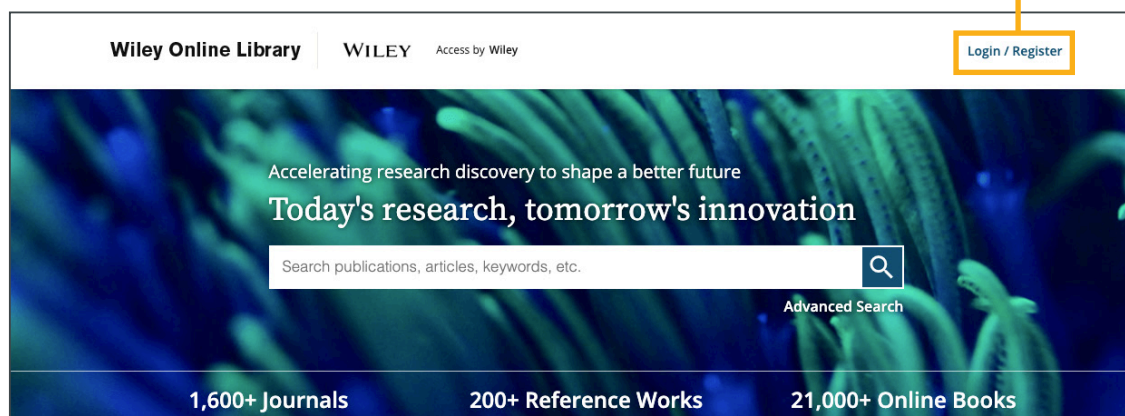 Wiley Online Library WILEY Access by Wiley Login / Register
Accelerating research discovery to shape a better future
Today's research, tomorrow's innovation
Search publications, articles, keywords, etc.
Advanced Search
1,600+ Journals 200+ Reference Works 21,000+ Online Books